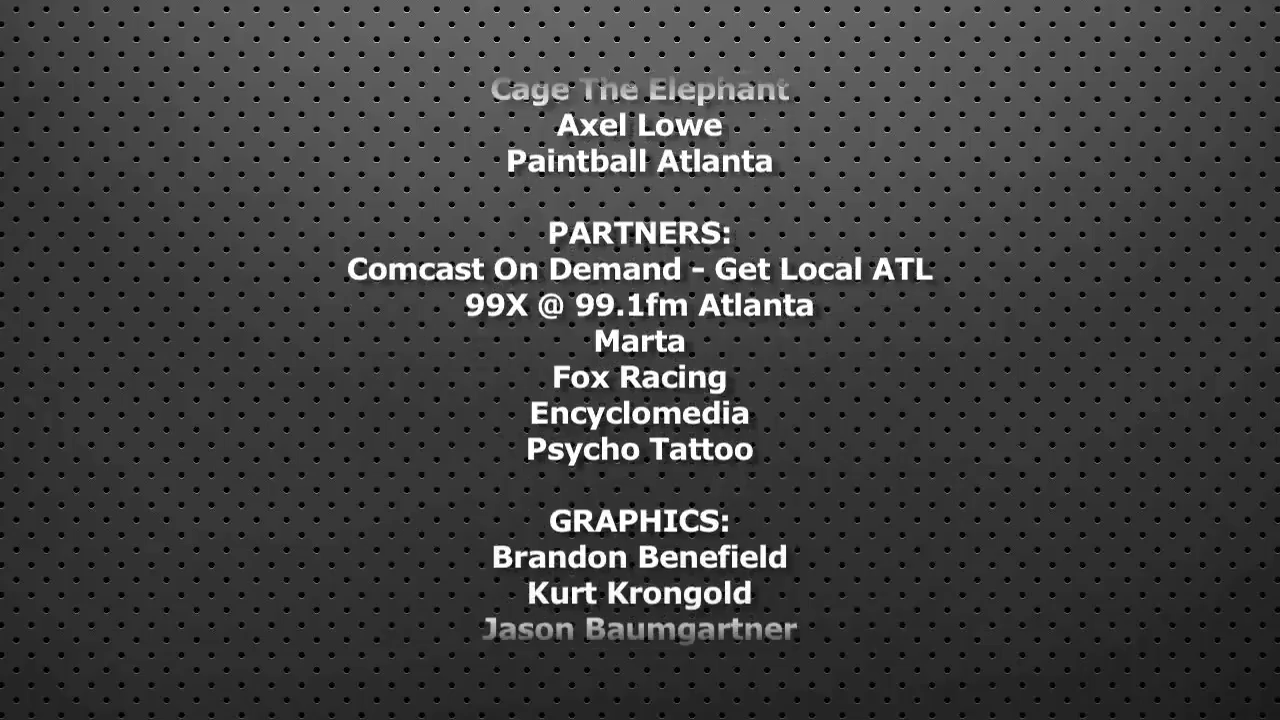 Cage The Elephant
Axel Lowe
Paintball Atlanta
PARTNERS:
Comcast On Demand - Get Local ATL
99X @ 99.1fm Atlanta
Marta
Fox Racing
Encyclomedia
Psycho Tattoo
GRAPHICS:
Brandon Benefield
Kurt Krongold
Jason Baumgartner